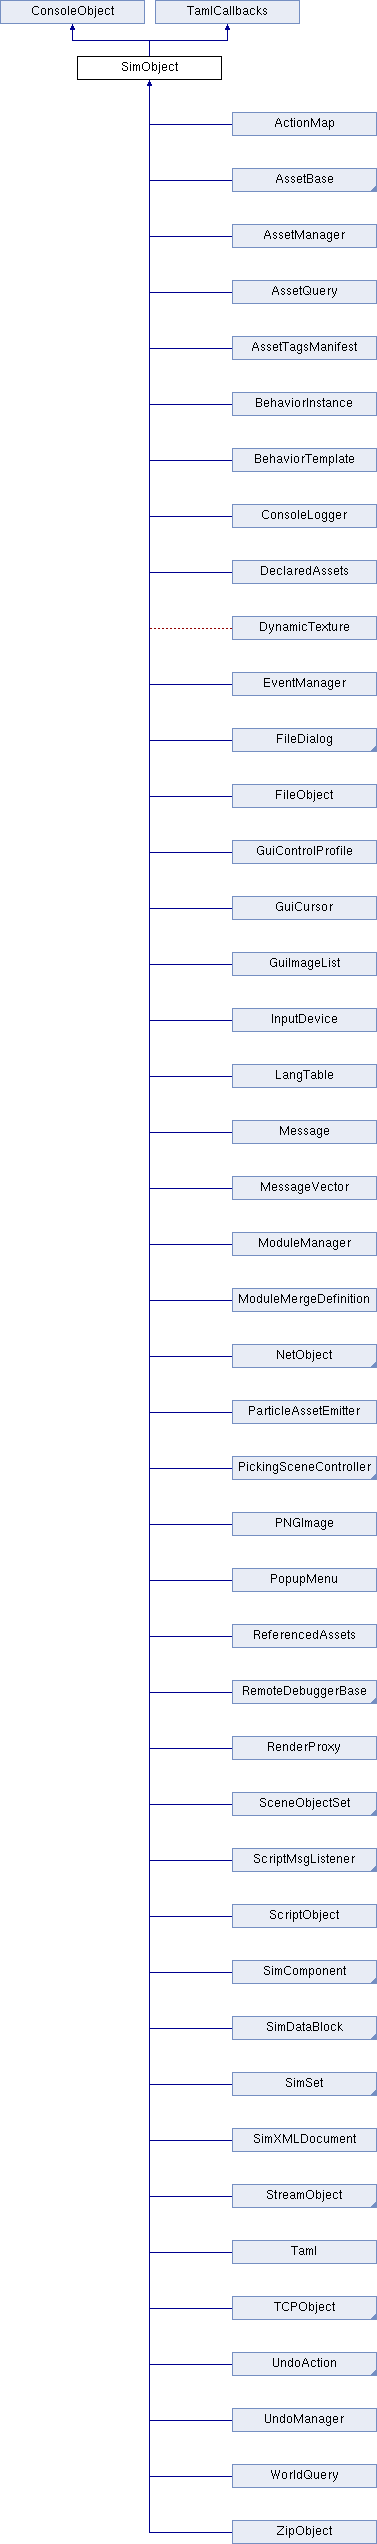 ConsoleObject
TamlCallbacks
SimObject
ActionMap
AssetBase
AssetManager
AssetQuery
AssetTagsManifest
BehaviorInstance
BehaviorTemplate
ConsoleLogger
DeclaredAssets
DynamicTexture
EventManager
FileDialog
FileObject
GuiControlProfile
GuiCursor
GuiImageList
InputDevice
LangTable
Message
MessageVector
ModuleManager
ModuleMergeDefinition
NetObject
ParticleAssetEmitter
PickingSceneController
PNGImage
PopupMenu
ReferencedAssets
RemoteDebuggerBase
RenderProxy
SceneObjectSet
ScriptMsgListener
ScriptObject
SimComponent
SimDataBlock
SimSet
SimXMLDocument
StreamObject
Taml
TCPObject
UndoAction
UndoManager
WorldQuery
ZipObject